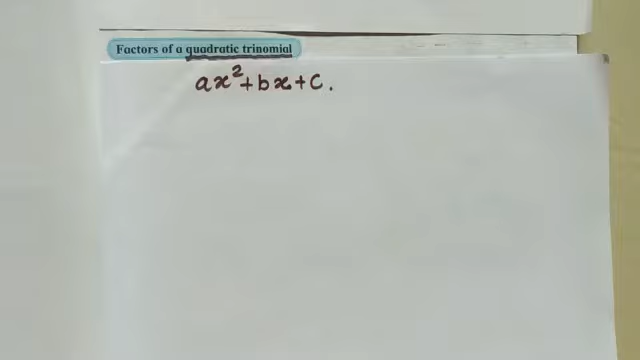 Factors of a quadratic trinomial
ax²+bx+c.